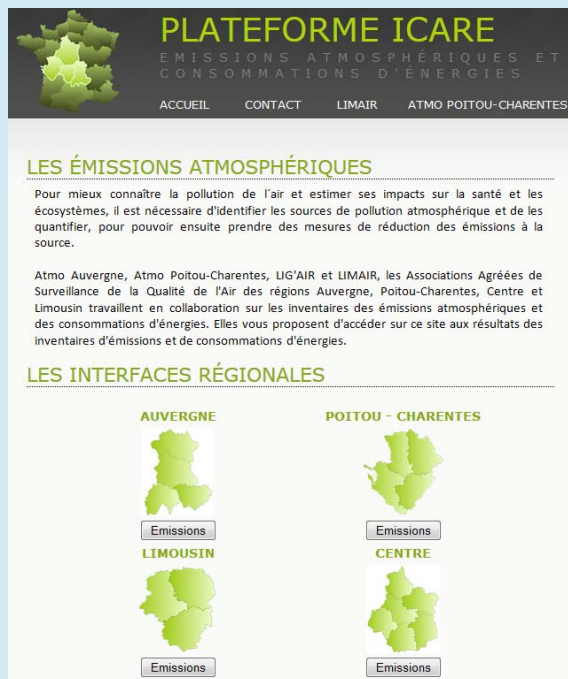 PLATEFORME ICARE
EMISSIONS ATMOSPHÉRIQUES ET
CONSOMMATIONS D'ÉNERGIES
ACCUEIL CONTACT LIMAIR ATMO POITOU-CHARENTES
LES ÉMISSIONS ATMOSPHÉRIQUES
Pour mieux connaître la pollution de l´air et estimer ses impacts sur la santé et les
écosystèmes, il est nécessaire d'identifier les sources de pollution atmosphérique et de les
quantifier, pour pouvoir ensuite prendre des mesures de réduction des émissions à la
source.
Atmo Auvergne, Atmo Poitou-Charentes, LIG'AIR et LIMAIR, les Associations Agréées de
Surveillance de la Qualité de l'Air des régions Auvergne, Poitou-Charentes, Centre et
Limousin travaillent en collaboration sur les inventaires des émissions atmosphériques et
des consommations d'énergies. Elles vous proposent d'accéder sur ce site aux résultats des
inventaires d'émissions et de consommations d'énergies.
LES INTERFACES RÉGIONALES
AUVERGNE POITOU - CHARENTES
Emissions Emissions
LIMOUSIN CENTRE
Emissions Emissions